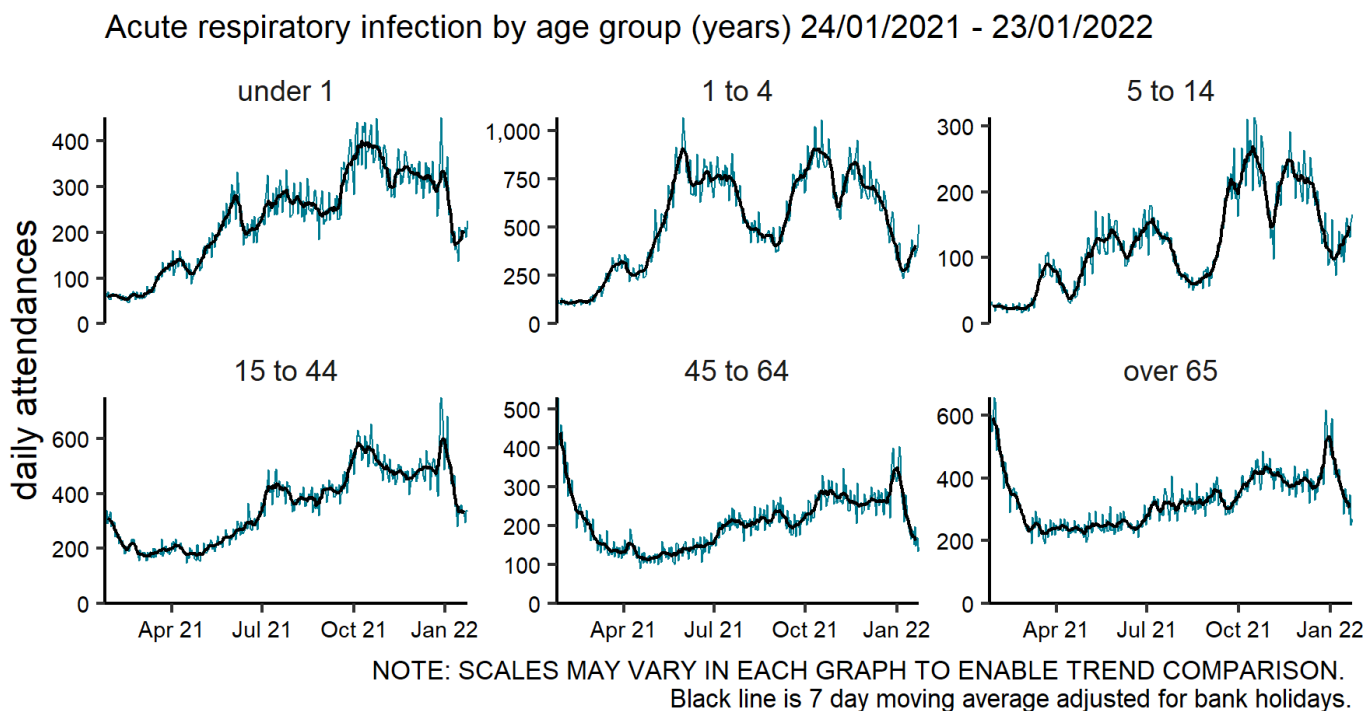 Acute respiratory infection by age group (years) 24/01/2021 - 23/01/2022
under 1
1 to 4
5 to 14
400
300
200
100
0
1,000
750
500
250
0
300
200
100
0
daily attendances
15 to 44
45 to 64
over 65
600
400
200
0
500
400
300
200
100
0
600
400
200
0
Apr 21 Jul 21 Oct 21 Jan 22
Apr 21 Jul 21 Oct 21 Jan 22
Apr 21 Jul 21 Oct 21 Jan 22
NOTE: SCALES MAY VARY IN EACH GRAPH TO ENABLE TREND COMPARISON.
Black line is 7 day moving average adjusted for bank holidays.